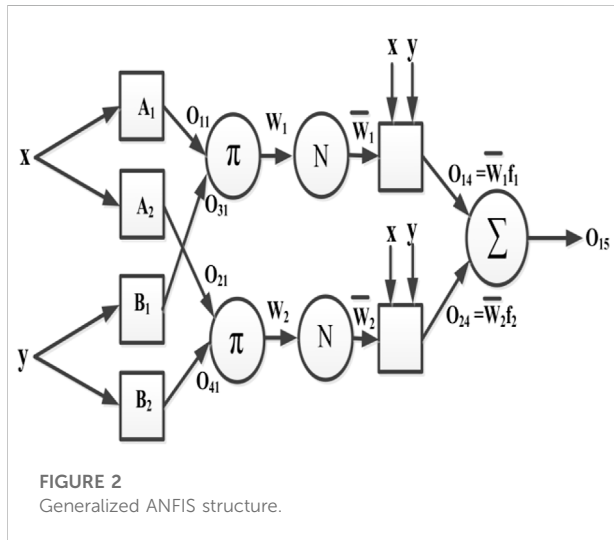 x y
A₁
O₁₁
W₁
W̅₁
x
π
N
O₁₄ =W̅₁f₁
A₂
O₃₁
x y
Σ
O₁₅
O₂₁
B₁
W₂
W̅₂
O₂₄ =W̅₂f₂
y
π
N
B₂
O₄₁
FIGURE 2
Generalized ANFIS structure.